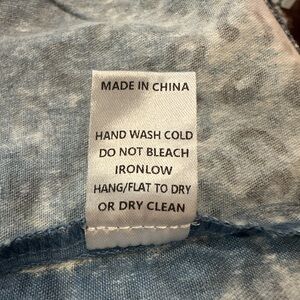 MADE IN CHINA
HAND WASH COLD
DO NOT BLEACH
IRONLOW
HANG/FLAT TO DRY
OR DRY CLEAN